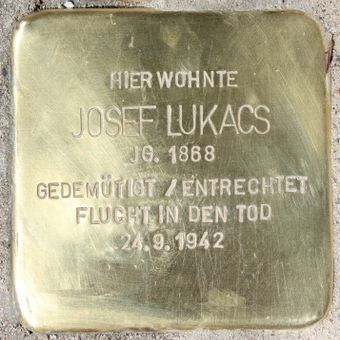 HIER WOHNTE
JOSEF LUKACS
JG. 1868
GEDEMÜTIGT / ENTRECHTET
FLUCHT IN DEN TOD
24.9.1942